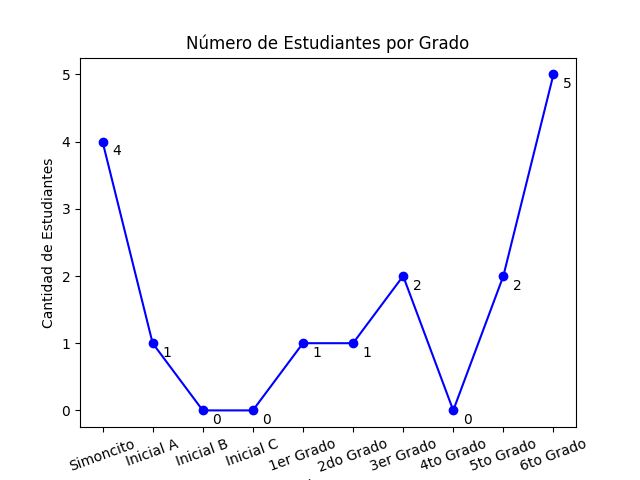 Número de Estudiantes por Grado
Cantidad de Estudiantes
5
4
3
2
1
0
4
1
0
0
1
1
2
0
2
5
Simoncito
Inicial A
Inicial B
Inicial C
1er Grado
2do Grado
3er Grado
4to Grado
5to Grado
6to Grado